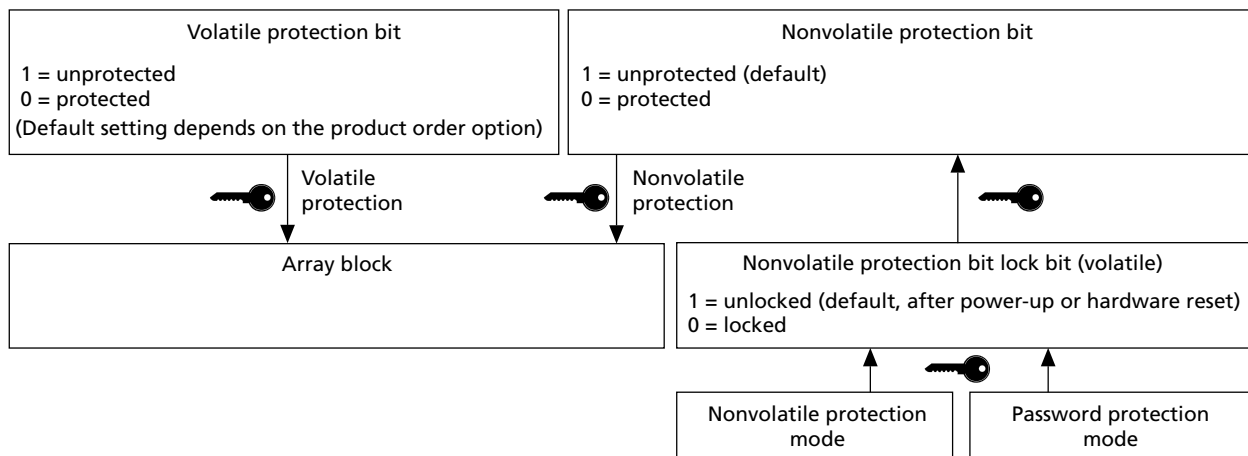 Volatile protection bit
1 = unprotected
0 = protected
(Default setting depends on the product order option)
Nonvolatile protection bit
1 = unprotected (default)
0 = protected
Volatile
protection
Nonvolatile
protection
Array block
Nonvolatile protection bit lock bit (volatile)
1 = unlocked (default, after power-up or hardware reset)
0 = locked
Nonvolatile protection
mode
Password protection
mode